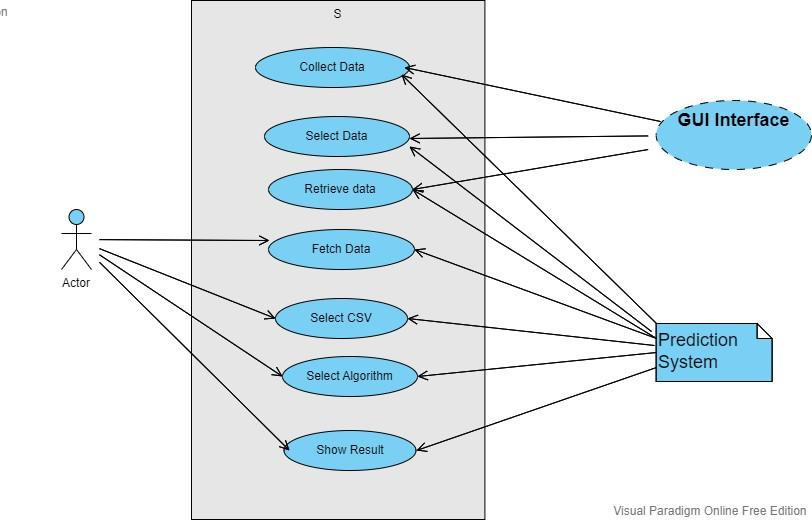 on
S
Collect Data
Select Data
GUI Interface
Retrieve data
Fetch Data
Actor
Select CSV
Prediction
System
Select Algorithm
Show Result
Visual Paradigm Online Free Edition